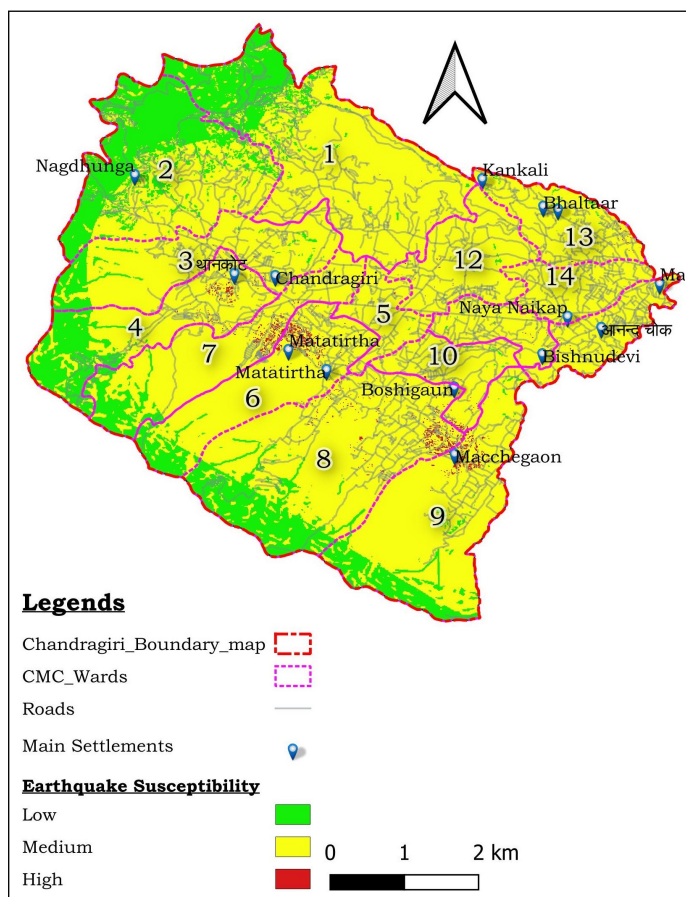 1
2
Nagdhunga
Kankali
Bhaltaar
13
3
थानकोट
12
14
Chandragiri
Ma
5
Naya Naikap
4
आनन्द चोक
7
Matatirtha
10
Bishnudevi
Matatirtha
6
Boshigaun
8
Macchegaon
9
Legends
Chandragiri_Boundary_map
CMC_Wards
Roads
Main Settlements
Earthquake Susceptibility
Low
Medium
0 1 2 km
High